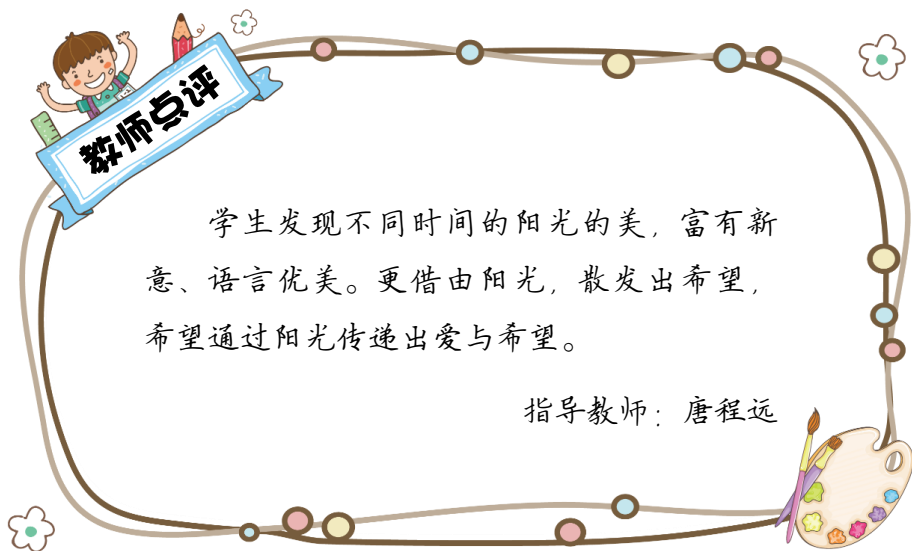 教师点评
学生发现不同时间的阳光的美，富有新
意、语言优美。更借由阳光，散发出希望，
希望通过阳光传递出爱与希望。
指导教师：唐程远